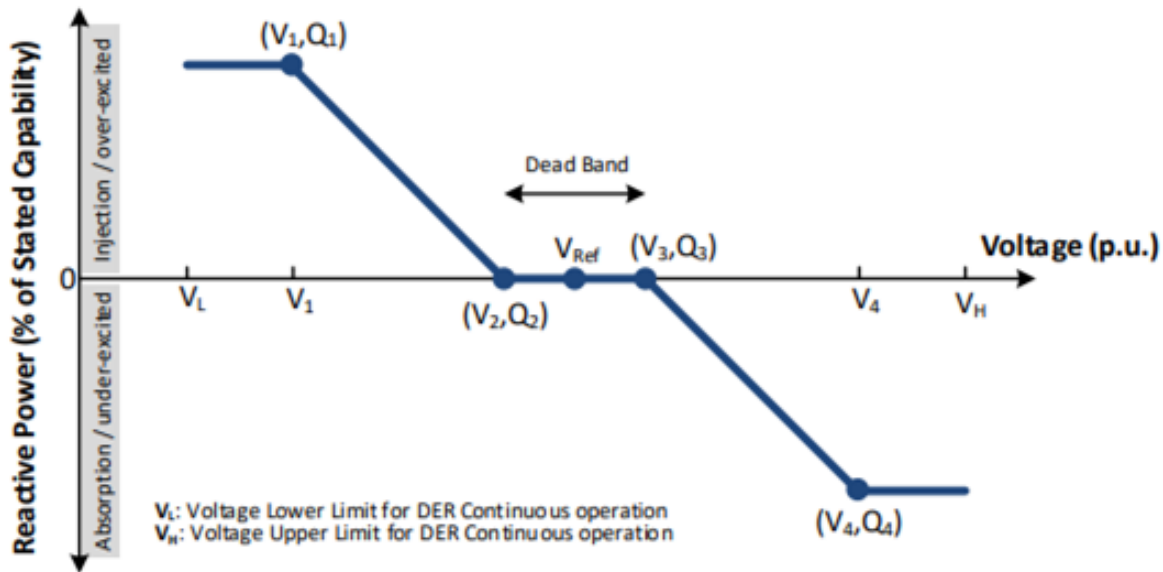 Reactive Power (% of Stated Capability)
Injection / over-excited
Absorption / under-excited
(V₁,Q₁)
Dead Band
V_Ref
(V₃,Q₃)
Voltage (p.u.)
0
V_L
V₁
(V₂,Q₂)
V₄
V_H
V_L: Voltage Lower Limit for DER Continuous operation
V_H: Voltage Upper Limit for DER Continuous operation
(V₄,Q₄)